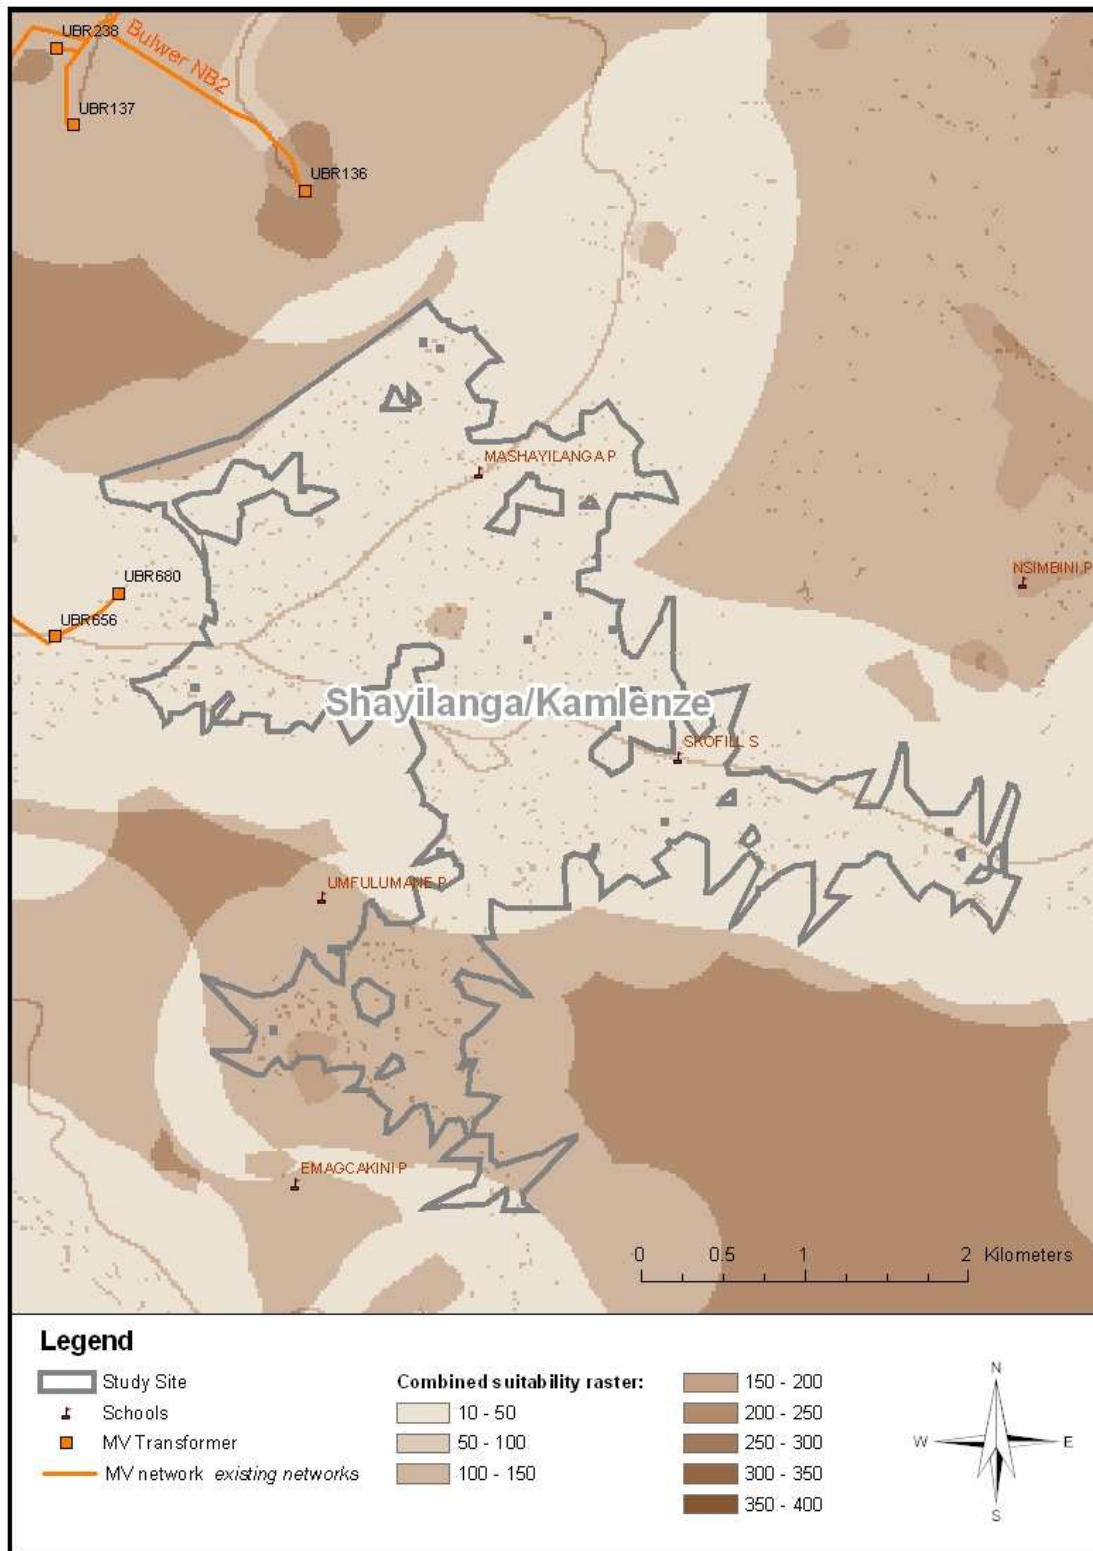 UBR238
Bulwer NB2
UBR137
UBR136
MASHAYILANGA P
UBR680
NSIMBINI P
UBR656
Shayilanga/Kamlenze
SKOFILL S
UMFULUMANE P
EMAGCAKINI P
0 0.5 1 2 Kilometers
Legend
Study Site
Schools
MV Transformer
MV network existing networks
Combined suitability raster:
10 - 50
50 - 100
100 - 150
150 - 200
200 - 250
250 - 300
300 - 350
350 - 400
N
W E
S